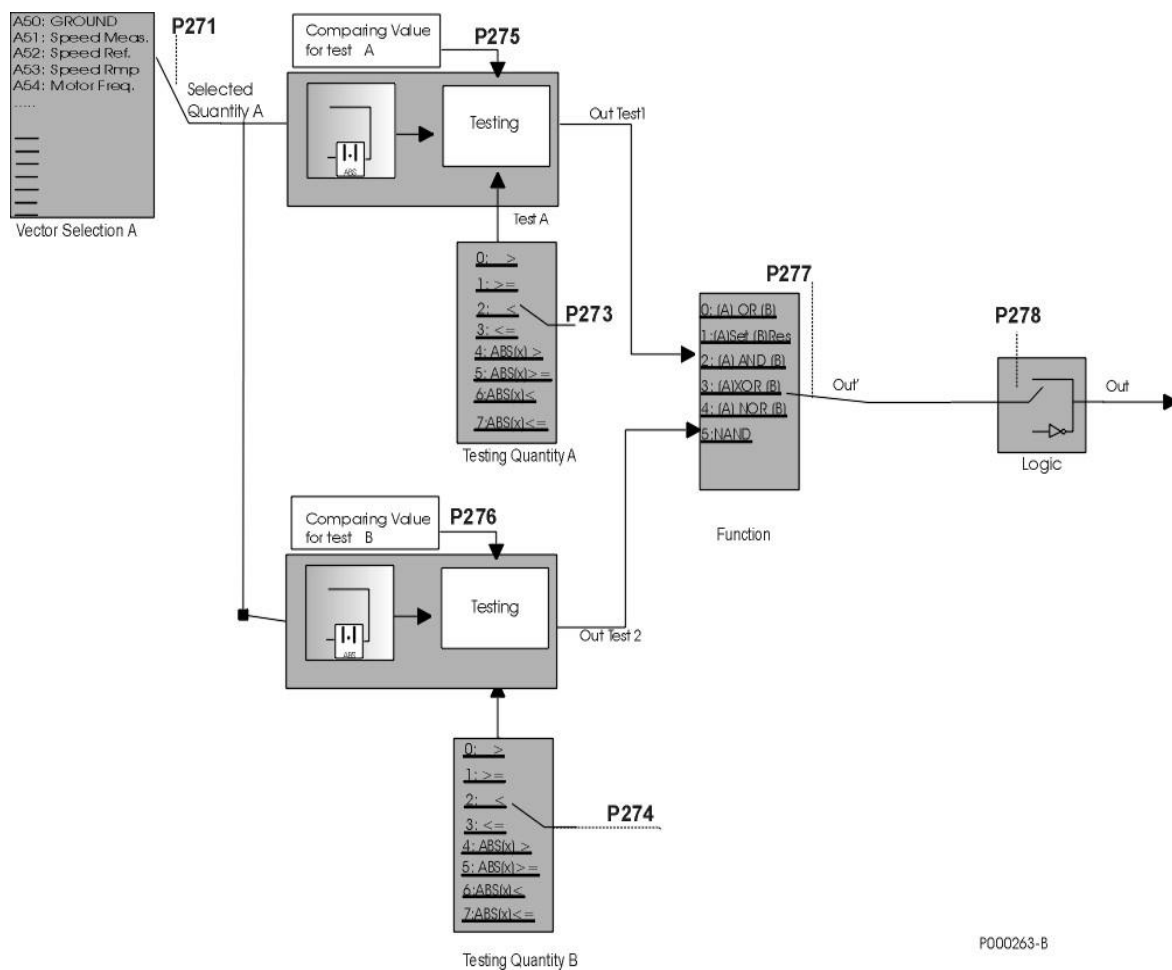 A50: GROUND
A51: Speed Meas.
A52: Speed Ref.
A53: Speed Rmp
A54: Motor Freq.
.....
Vector Selection A
P271
Selected
Quantity A
Comparing Value
for test A
P275
|·|
ABS
Testing
Out Test1
Test A
0: >
1: >=
2: <
3: <=
4: ABS(x) >
5: ABS(x)>=
6:ABS(x)<
7:ABS(x)<=
P273
Testing Quantity A
Comparing Value
for test B
P276
|·|
ABS
Testing
Out Test 2
0: >
1: >=
2: <
3: <=
4: ABS(x) >
5: ABS(x)>=
6:ABS(x)<
7:ABS(x)<=
P274
Testing Quantity B
0: (A) OR (B)
1:(A)Set (B)Res
2: (A) AND (B)
3: (A)XOR (B)
4: (A) NOR (B)
5:NAND
Function
P277
Out'
P278
Logic
Out
P000263-B